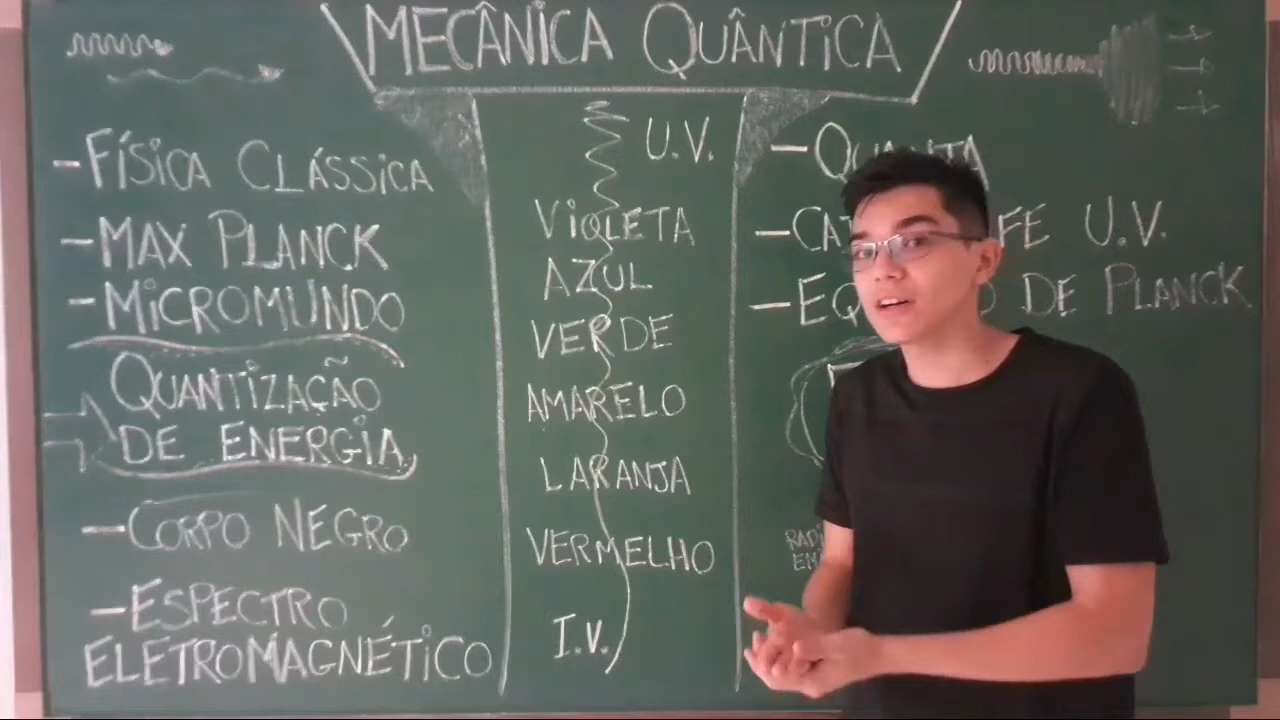 MECÂNICA QUÂNTICA
- FÍSICA CLÁSSICA
- MAX PLANCK
- MICROMUNDO
QUANTIZAÇÃO
DE ENERGIA
- CORPO NEGRO
- ESPECTRO
ELETROMAGNÉTICO
U.V.
VIOLETA
AZUL
VERDE
AMARELO
LARANJA
VERMELHO
I.V.
- QUANTA
- U.V.
- DE PLANCK